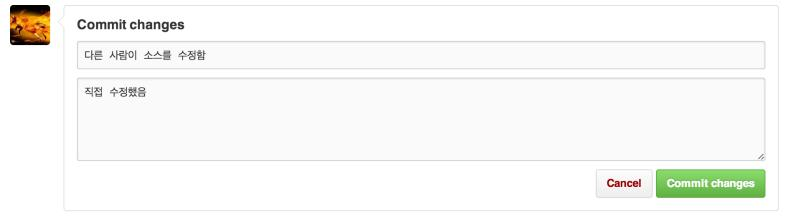 Commit changes
다른 사람이 소스를 수정함
직접 수정했음
Cancel Commit changes